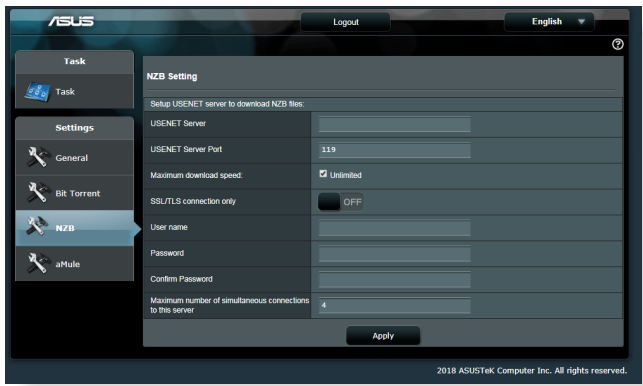 ASUS
Logout
English
Task
Task
Settings
General
Bit Torrent
NZB
aMule
NZB Setting
Setup USENET server to download NZB files:
USENET Server
USENET Server Port
119
Maximum download speed:
Unlimited
SSL/TLS connection only
OFF
User name
Password
Confirm Password
Maximum number of simultaneous connections
to this server
4
Apply
2018 ASUSTeK Computer Inc. All rights reserved.